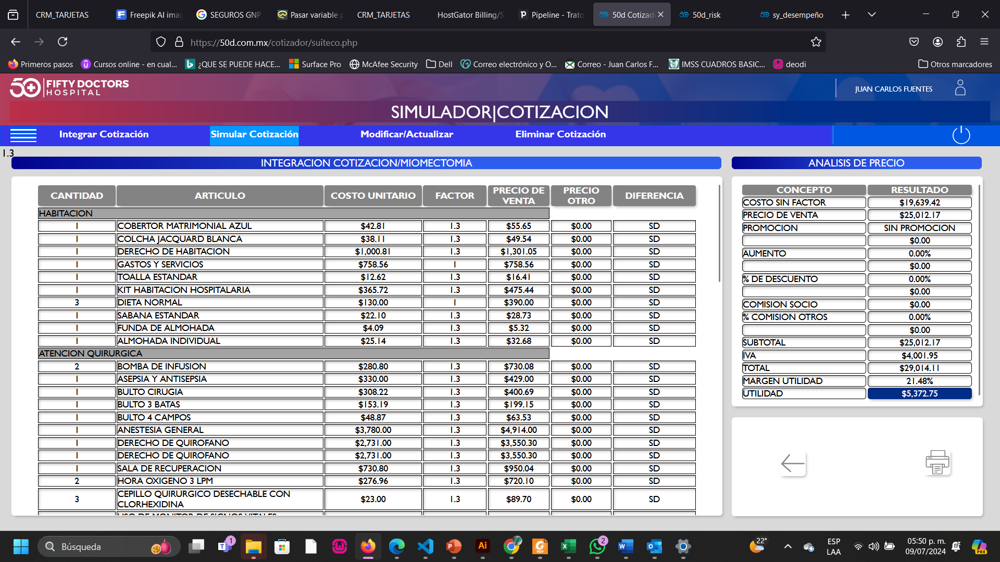 CRM_TARJETAS
Freepik AI imag
SEGUROS GNP
Pasar variable p
CRM_TARJETAS
HostGator Billing/S
Pipeline - Trato
50d Cotizad
50d_risk
sy_desempeño
https://50d.com.mx/cotizador/suiteco.php
Primeros pasos
Cursos online - en cual...
¿QUE SE PUEDE HACE...
Surface Pro
McAfee Security
Dell
Correo electrónico y O...
Correo - Juan Carlos F...
IMSS CUADROS BASIC...
deodi
Otros marcadores
50 FIFTY DOCTORS
HOSPITAL
JUAN CARLOS FUENTES
SIMULADOR|COTIZACION
Integrar Cotización
Simular Cotización
Modificar/Actualizar
Eliminar Cotización
1.3
INTEGRACION COTIZACION/MIOMECTOMIA
CANTIDAD ARTICULO COSTO UNITARIO FACTOR PRECIO DE VENTA PRECIO OTRO DIFERENCIA
HABITACION
1 COBERTOR MATRIMONIAL AZUL $42.81 1.3 $55.65 $0.00 SD
1 COLCHA JACQUARD BLANCA $38.11 1.3 $49.54 $0.00 SD
1 DERECHO DE HABITACION $1,000.81 1.3 $1,301.05 $0.00 SD
1 GASTOS Y SERVICIOS $758.56 1 $758.56 $0.00 SD
1 TOALLA ESTANDAR $12.62 1.3 $16.41 $0.00 SD
1 KIT HABITACION HOSPITALARIA $365.72 1.3 $475.44 $0.00 SD
3 DIETA NORMAL $130.00 1 $390.00 $0.00 SD
1 SABANA ESTANDAR $22.10 1.3 $28.73 $0.00 SD
1 FUNDA DE ALMOHADA $4.09 1.3 $5.32 $0.00 SD
1 ALMOHADA INDIVIDUAL $25.14 1.3 $32.68 $0.00 SD
ATENCION QUIRURGICA
2 BOMBA DE INFUSION $280.80 1.3 $730.08 $0.00 SD
1 ASEPSIA Y ANTISEPSIA $330.00 1.3 $429.00 $0.00 SD
1 BULTO CIRUGIA $308.22 1.3 $400.69 $0.00 SD
1 BULTO 3 BATAS $153.19 1.3 $199.15 $0.00 SD
1 BULTO 4 CAMPOS $48.87 1.3 $63.53 $0.00 SD
1 ANESTESIA GENERAL $3,780.00 1.3 $4,914.00 $0.00 SD
1 DERECHO DE QUIROFANO $2,731.00 1.3 $3,550.30 $0.00 SD
1 DERECHO DE QUIROFANO $2,731.00 1.3 $3,550.30 $0.00 SD
1 SALA DE RECUPERACION $730.80 1.3 $950.04 $0.00 SD
2 HORA OXIGENO 3 LPM $276.96 1.3 $720.10 $0.00 SD
3 CEPILLO QUIRURGICO DESECHABLE CON CLORHEXIDINA $23.00 1.3 $89.70 $0.00 SD
USO DE MONITOR DE SIGNOS VITALES
ANALISIS DE PRECIO
CONCEPTO RESULTADO
COSTO SIN FACTOR $19,639.42
PRECIO DE VENTA $25,012.17
PROMOCION SIN PROMOCION
$0.00
AUMENTO 0.00%
$0.00
% DE DESCUENTO 0.00%
$0.00
COMISION SOCIO $0.00
% COMISION OTROS 0.00%
$0.00
SUBTOTAL $25,012.17
IVA $4,001.95
TOTAL $29,014.11
MARGEN UTILIDAD 21.48%
UTILIDAD $5,372.75
Búsqueda
1
2
22°
ESP
LAA
05:50 p. m.
09/07/2024
PRE